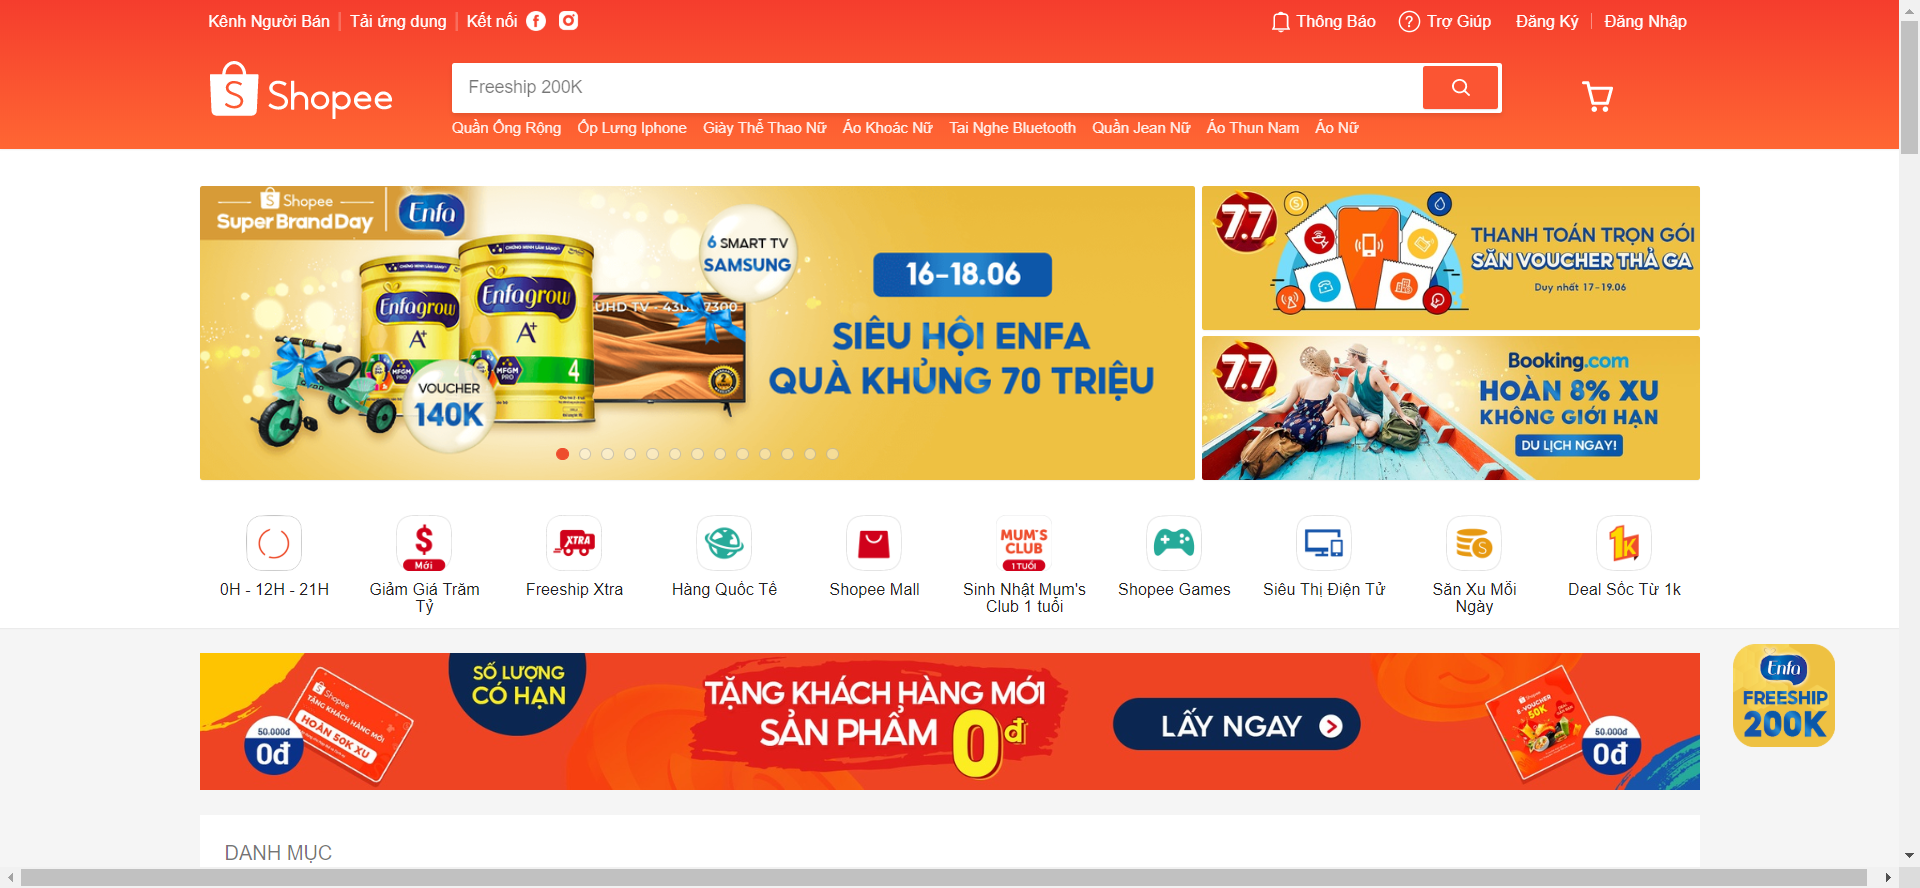 Kênh Người Bán
Tải ứng dụng
Kết nối
Thông Báo
Trợ Giúp
Đăng Ký
Đăng Nhập
Shopee
Freeship 200K
Quần Ống Rộng
Ốp Lưng Iphone
Giày Thể Thao Nữ
Áo Khoác Nữ
Tai Nghe Bluetooth
Quần Jean Nữ
Áo Thun Nam
Áo Nữ
Shopee
Super Brand Day
Enfa
6 SMART TV
SAMSUNG
16-18.06
SIÊU HỘI ENFA
QUÀ KHỦNG 70 TRIỆU
Enfagrow
A+
Enfagrow
A+
4
MFGM
PRO
MFGM
PRO
VOUCHER
140K
7.7
THANH TOÁN TRỌN GÓI
SĂN VOUCHER THẢ GA
Duy nhất 17-19.06
7.7
Booking.com
HOÀN 8% XU
KHÔNG GIỚI HẠN
DU LỊCH NGAY!
0H - 12H - 21H
Mới
Giảm Giá Trăm
Tỷ
XTRA
Freeship Xtra
Hàng Quốc Tế
Shopee Mall
MUM'S
CLUB
1 TUỔI
Sinh Nhật Mum's
Club 1 tuổi
Shopee Games
Siêu Thị Điện Tử
Săn Xu Mỗi
Ngày
1K
Deal Sốc Từ 1k
Shopee
TẶNG KHÁCH HÀNG MỚI
HOÀN 50K XU
50.000đ
0đ
SỐ LƯỢNG
CÓ HẠN
TẶNG KHÁCH HÀNG MỚI
SẢN PHẨM 0đ
LẤY NGAY
E-VOUCHER
50K
50.000đ
0đ
Enfa
FREESHIP
200K
DANH MỤC